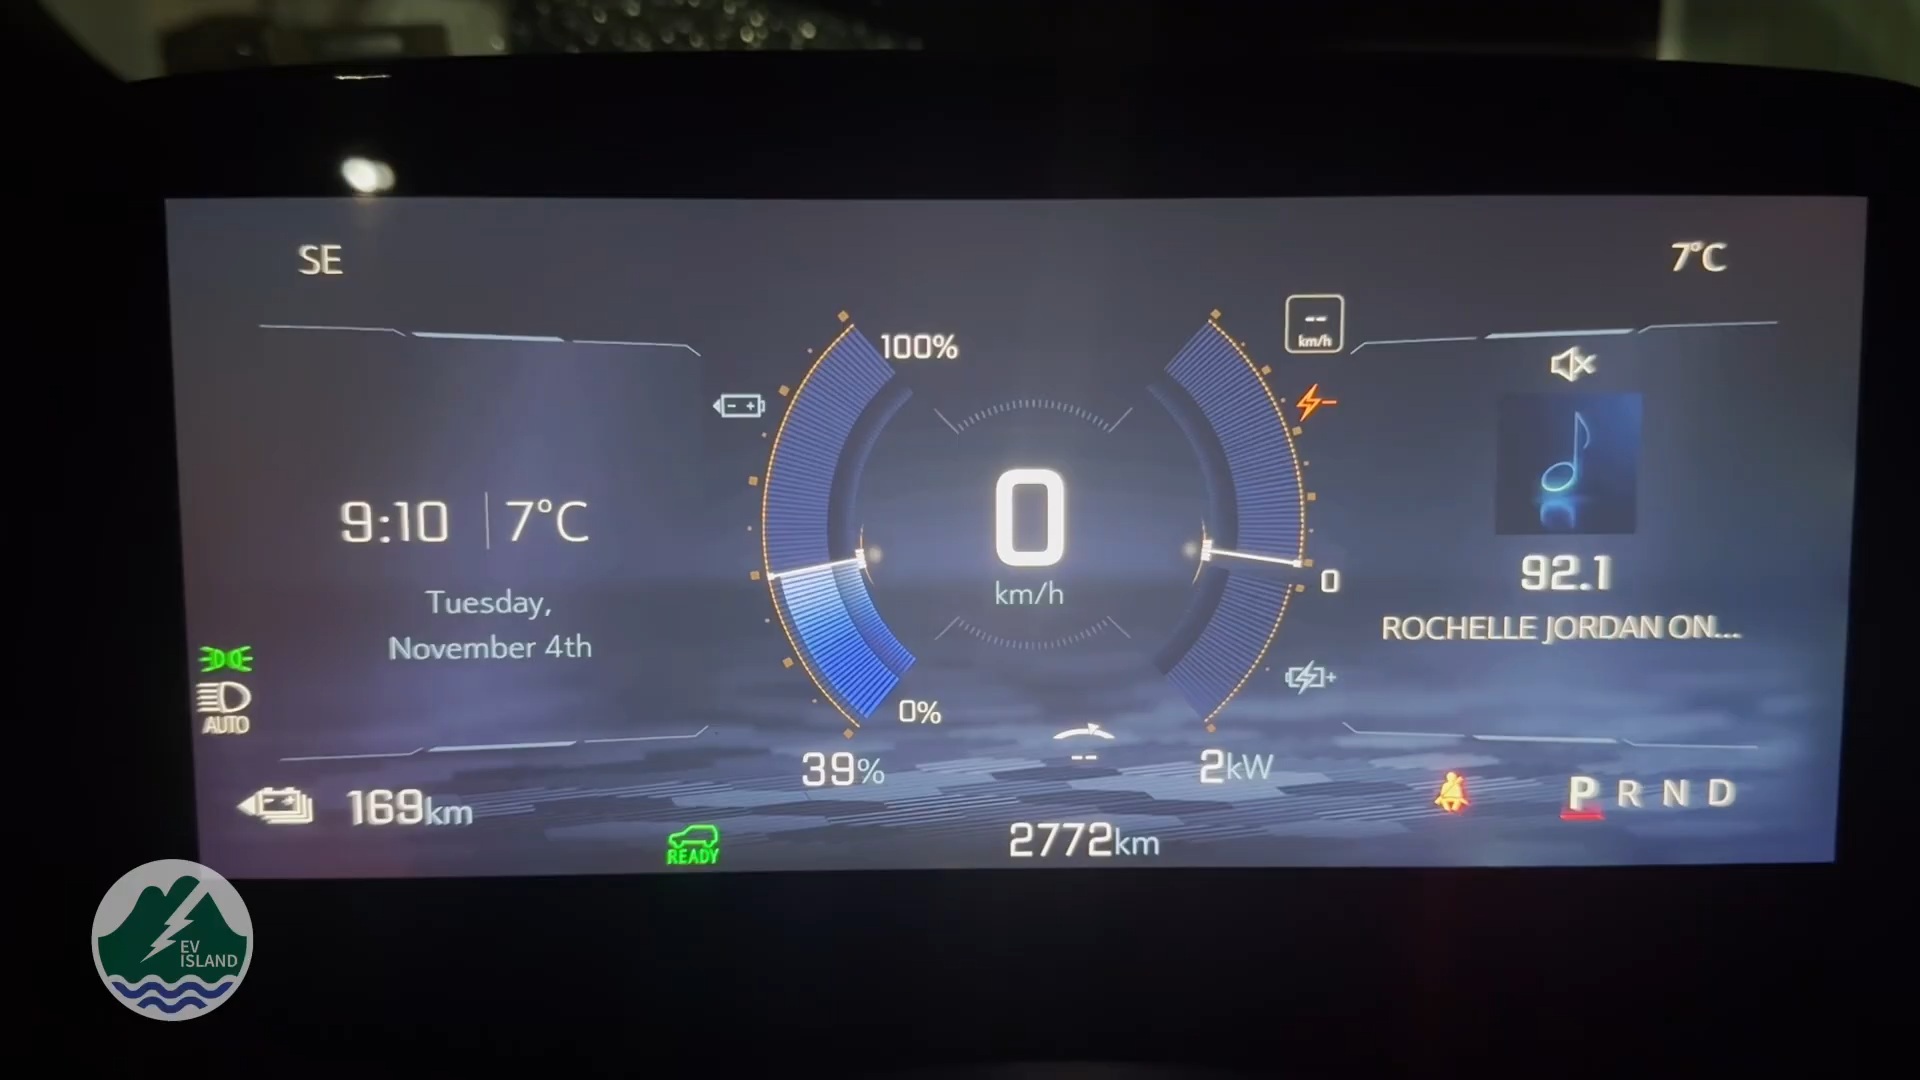 SE
7°C
100%
--
km/h
9:10
7°C
0
km/h
0
92.1
Tuesday,
November 4th
ROCHELLE JORDAN ON...
AUTO
0%
39%
--
2kW
P R N D
169km
READY
2772km
EV
ISLAND